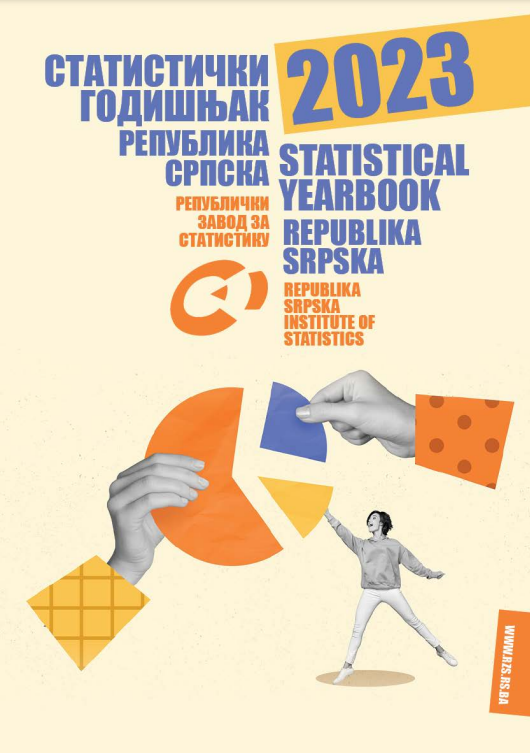 СТАТИСТИЧКИ
ГОДИШЊАК
РЕПУБЛИКА
СРПСКА
РЕПУБЛИЧКИ
ЗАВОД ЗА
СТАТИСТИКУ
2023
STATISTICAL
YEARBOOK
REPUBLIKA
SRPSKA
REPUBLIKA
SRPSKA
INSTITUTE OF
STATISTICS
WWW.RZS.RS.BA